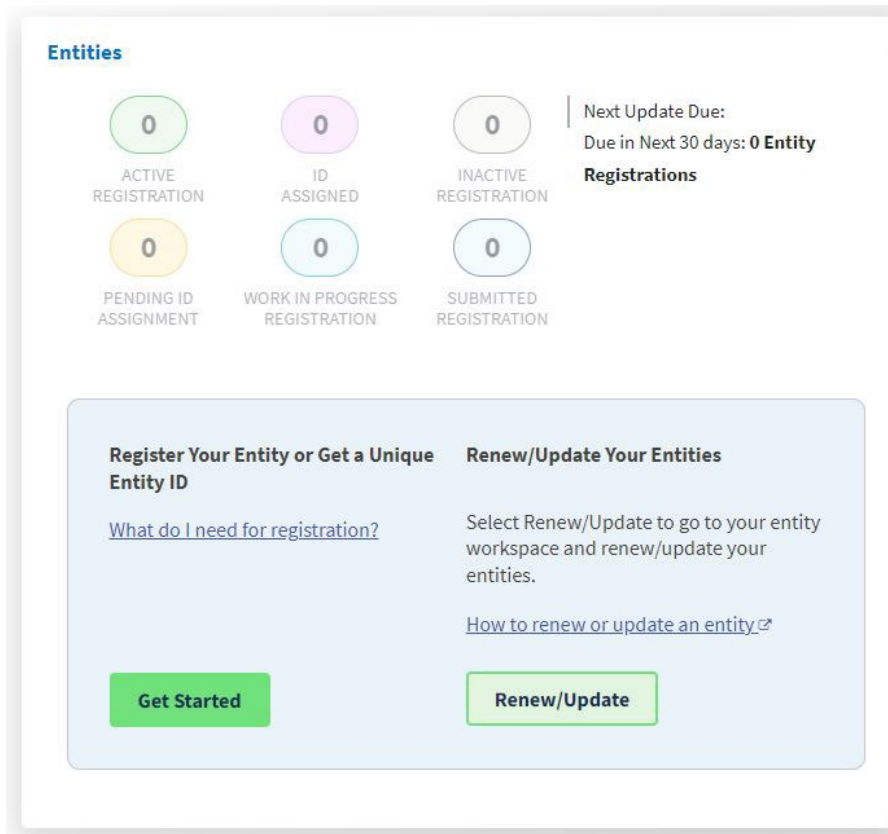 Entities
0
0
0
ACTIVE
REGISTRATION
ID
ASSIGNED
INACTIVE
REGISTRATION
Next Update Due:
Due in Next 30 days: 0 Entity
Registrations
0
0
0
PENDING ID
ASSIGNMENT
WORK IN PROGRESS
REGISTRATION
SUBMITTED
REGISTRATION
Register Your Entity or Get a Unique
Entity ID
What do I need for registration?
Get Started
Renew/Update Your Entities
Select Renew/Update to go to your entity
workspace and renew/update your
entities.
How to renew or update an entity
Renew/Update